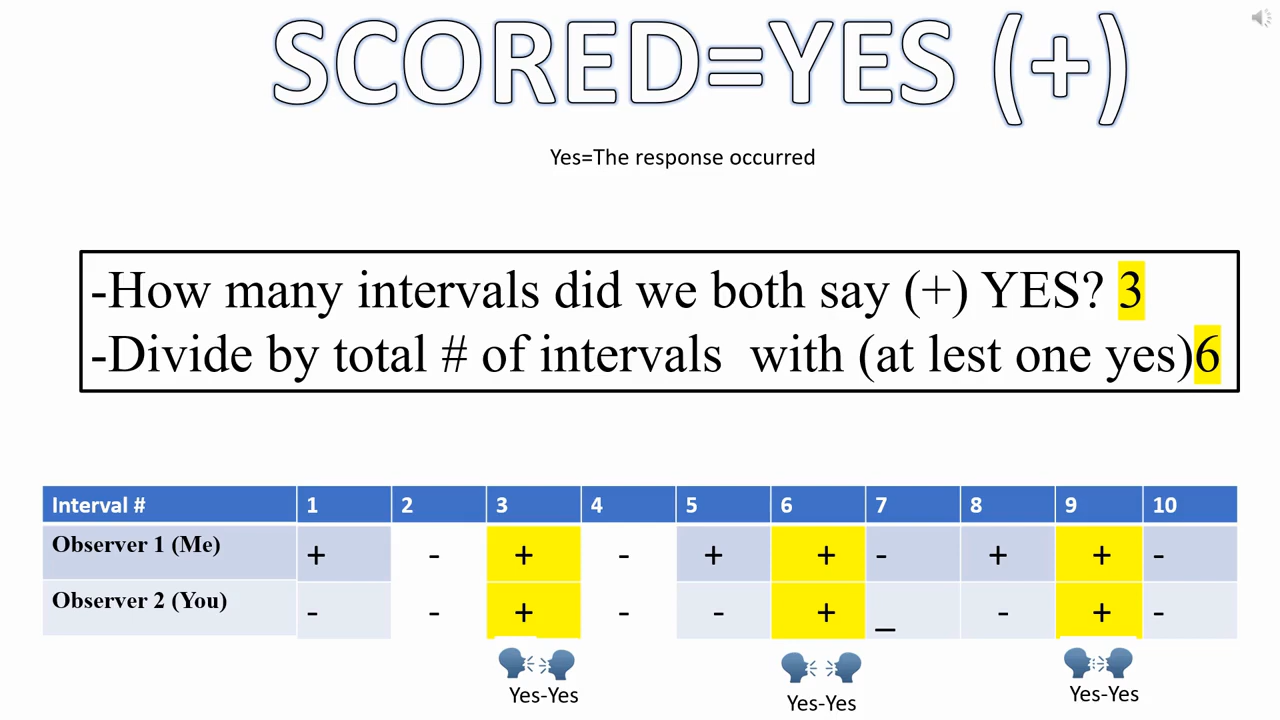 SCORED=YES (+)
Yes=The response occurred
-How many intervals did we both say (+) YES? 3
-Divide by total # of intervals with (at lest one yes)6
Interval # 1 2 3 4 5 6 7 8 9 10
Observer 1 (Me) + - + - + + - + + -
Observer 2 (You) - - + - - + _ - + -
Yes-Yes Yes-Yes Yes-Yes